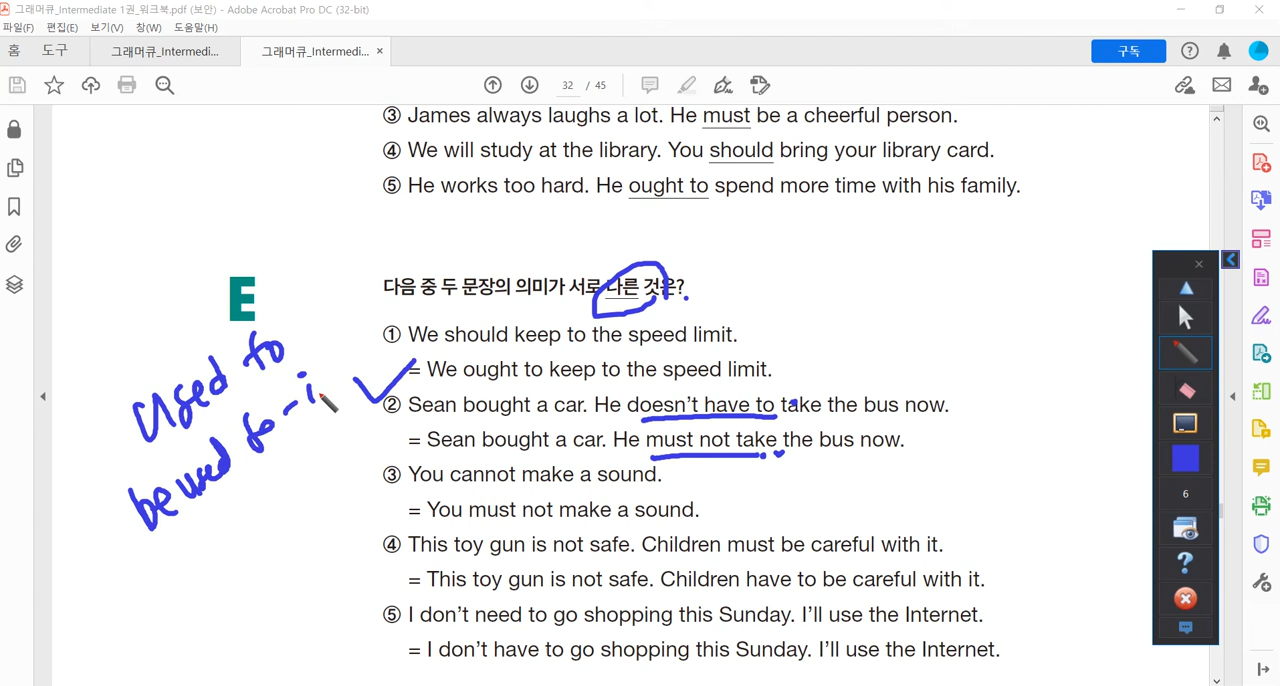 그래머큐_Intermediate 1권_워크북.pdf (보안) - Adobe Acrobat Pro DC (32-bit)
파일(F) 편집(E) 보기(V) 창(W) 도움말(H)
홈 도구 그래머큐_Intermedi... 그래머큐_Intermedi... × 구독
32 / 45
③ James always laughs a lot. He must be a cheerful person.
④ We will study at the library. You should bring your library card.
⑤ He works too hard. He ought to spend more time with his family.
E 다음 중 두 문장의 의미가 서로 다른 것은?
① We should keep to the speed limit.
= We ought to keep to the speed limit.
② Sean bought a car. He doesn't have to take the bus now.
= Sean bought a car. He must not take the bus now.
③ You cannot make a sound.
= You must not make a sound.
④ This toy gun is not safe. Children must be careful with it.
= This toy gun is not safe. Children have to be careful with it.
⑤ I don't need to go shopping this Sunday. I'll use the Internet.
= I don't have to go shopping this Sunday. I'll use the Internet.
used to
be used to -i
6